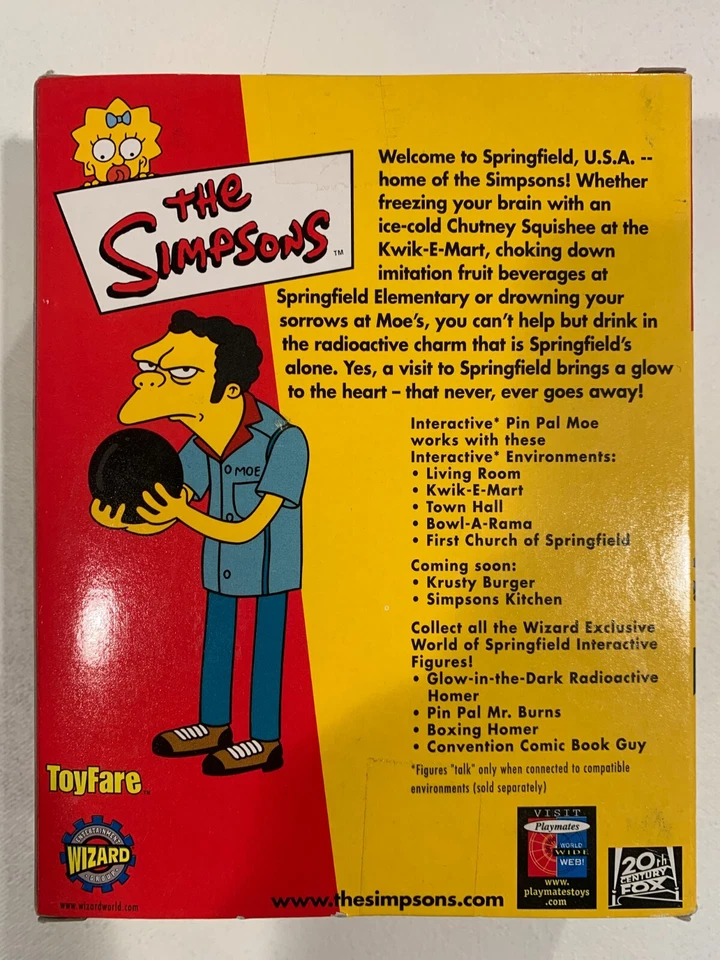 THE
SIMPSONS™
Welcome to Springfield, U.S.A. --
home of the Simpsons! Whether
freezing your brain with an
ice-cold Chutney Squishee at the
Kwik-E-Mart, choking down
imitation fruit beverages at
Springfield Elementary or drowning your
sorrows at Moe's, you can't help but drink in
the radioactive charm that is Springfield's
alone. Yes, a visit to Springfield brings a glow
to the heart – that never, ever goes away!
MOE
Interactive* Pin Pal Moe
works with these
Interactive* Environments:
• Living Room
• Kwik-E-Mart
• Town Hall
• Bowl-A-Rama
• First Church of Springfield
Coming soon:
• Krusty Burger
• Simpsons Kitchen
Collect all the Wizard Exclusive
World of Springfield Interactive
Figures!
• Glow-in-the-Dark Radioactive
Homer
• Pin Pal Mr. Burns
• Boxing Homer
• Convention Comic Book Guy
*Figures "talk" only when connected to compatible
environments (sold separately)
ToyFare™
ENTERTAINMENT
WIZARD
www.wizardworld.com
www.thesimpsons.com
VISIT
Playmates
WORLD
WIDE
WEB!
www.
playmatestoys
.com
20th
CENTURY
FOX